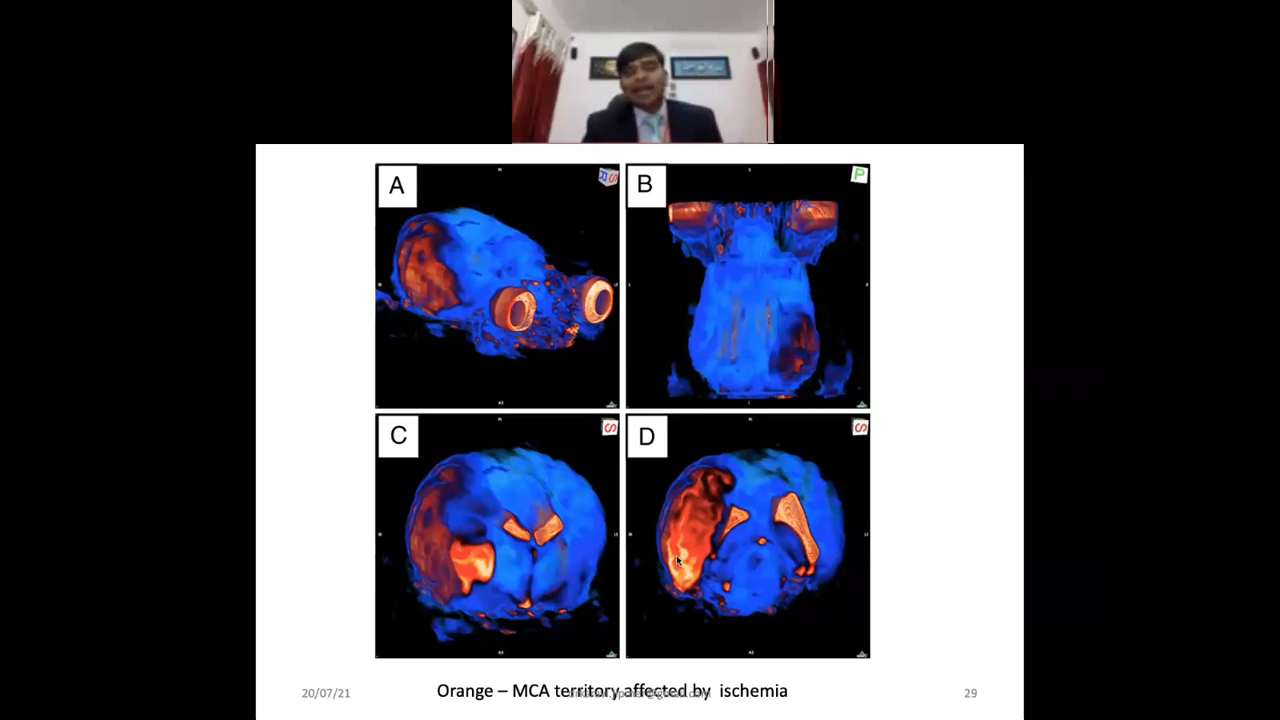 A
B
P
C
S
D
S
20/07/21
Orange – MCA territory affected by ischemia
29